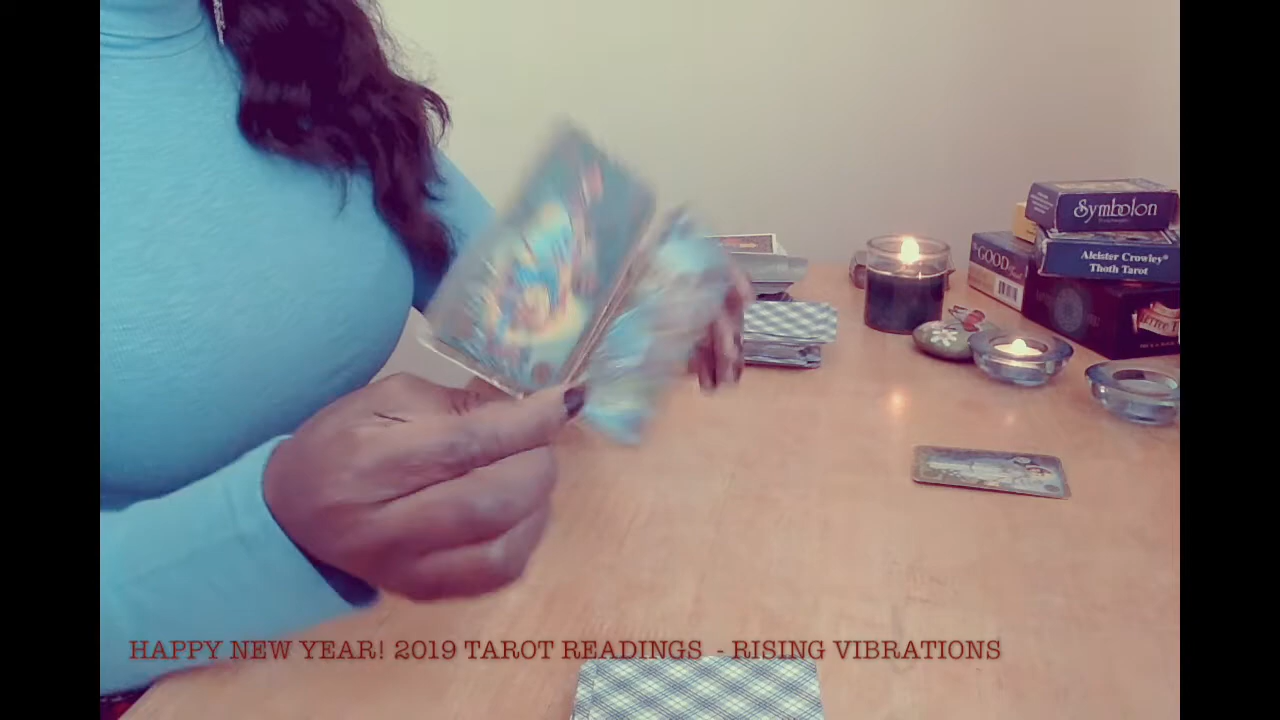 Symbolon
GOOD
Aleister Crowley®
Thoth Tarot
HAPPY NEW YEAR! 2019 TAROT READINGS - RISING VIBRATIONS